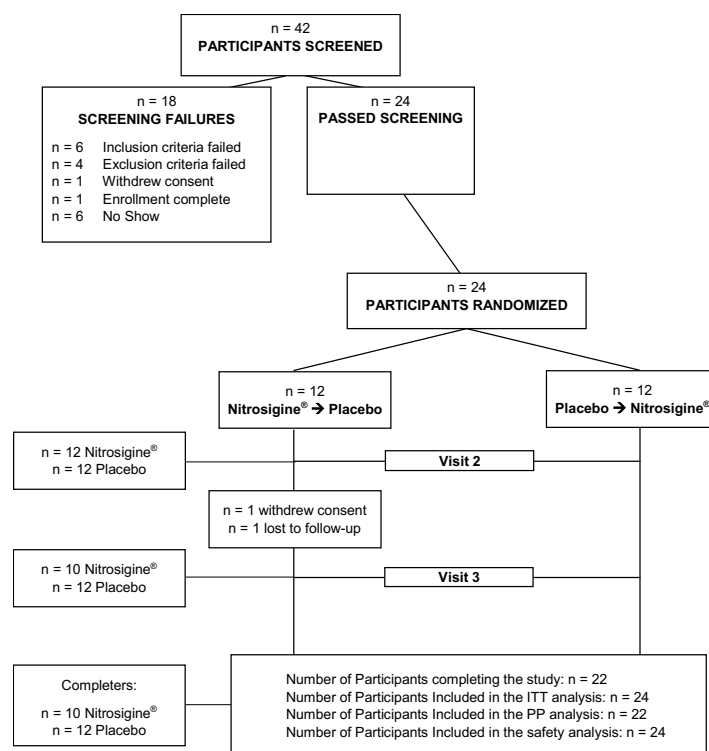 n = 42
PARTICIPANTS SCREENED
n = 18
SCREENING FAILURES
n = 6 Inclusion criteria failed
n = 4 Exclusion criteria failed
n = 1 Withdrew consent
n = 1 Enrollment complete
n = 6 No Show
n = 24
PASSED SCREENING
n = 24
PARTICIPANTS RANDOMIZED
n = 12
Nitrosigine® → Placebo
n = 12
Placebo → Nitrosigine®
n = 12 Nitrosigine®
n = 12 Placebo
Visit 2
n = 1 withdrew consent
n = 1 lost to follow-up
n = 10 Nitrosigine®
n = 12 Placebo
Visit 3
Completers:
n = 10 Nitrosigine®
n = 12 Placebo
Number of Participants completing the study: n = 22
Number of Participants Included in the ITT analysis: n = 24
Number of Participants Included in the PP analysis: n = 22
Number of Participants Included in the safety analysis: n = 24